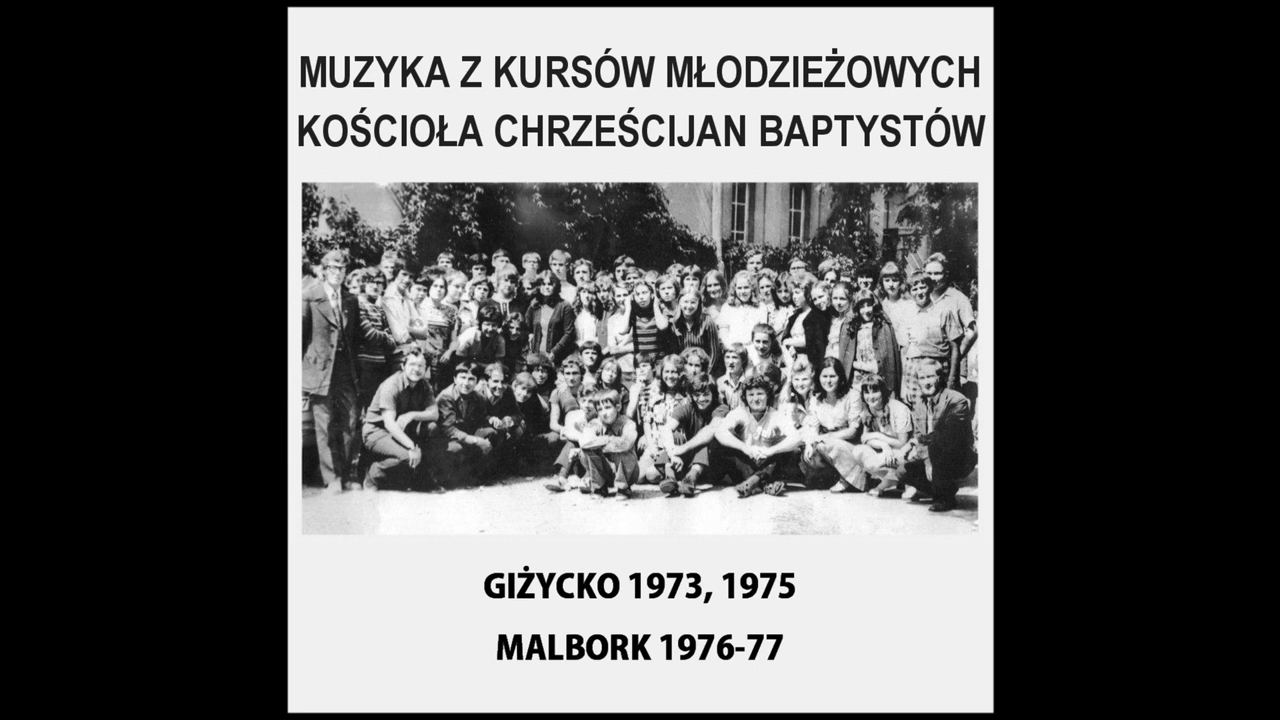 MUZYKA Z KURSÓW MŁODZIEŻOWYCH
KOŚCIOŁA CHRZEŚCIJAN BAPTYSTÓW
GIŻYCKO 1973, 1975
MALBORK 1976-77